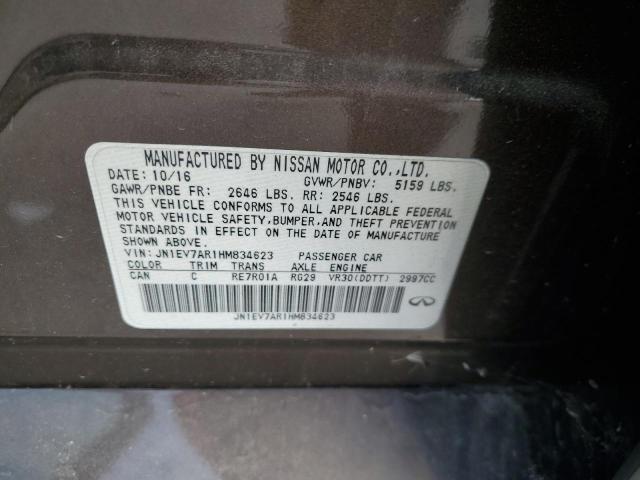 MANUFACTURED BY NISSAN MOTOR CO.,LTD.
DATE: 10/16 GVWR/PNBV: 5159 LBS.
GAWR/PNBE FR: 2646 LBS. RR: 2546 LBS.
THIS VEHICLE CONFORMS TO ALL APPLICABLE FEDERAL
MOTOR VEHICLE SAFETY,BUMPER,AND THEFT PREVENTION
STANDARDS IN EFFECT ON THE DATE OF MANUFACTURE
SHOWN ABOVE.
VIN: JN1EV7AR1HM834623 PASSENGER CAR
COLOR TRIM TRANS AXLE ENGINE
CAN C RE7R01A RG29 VR30(DDTT) 2997CC
JN1EV7AR1HM834623